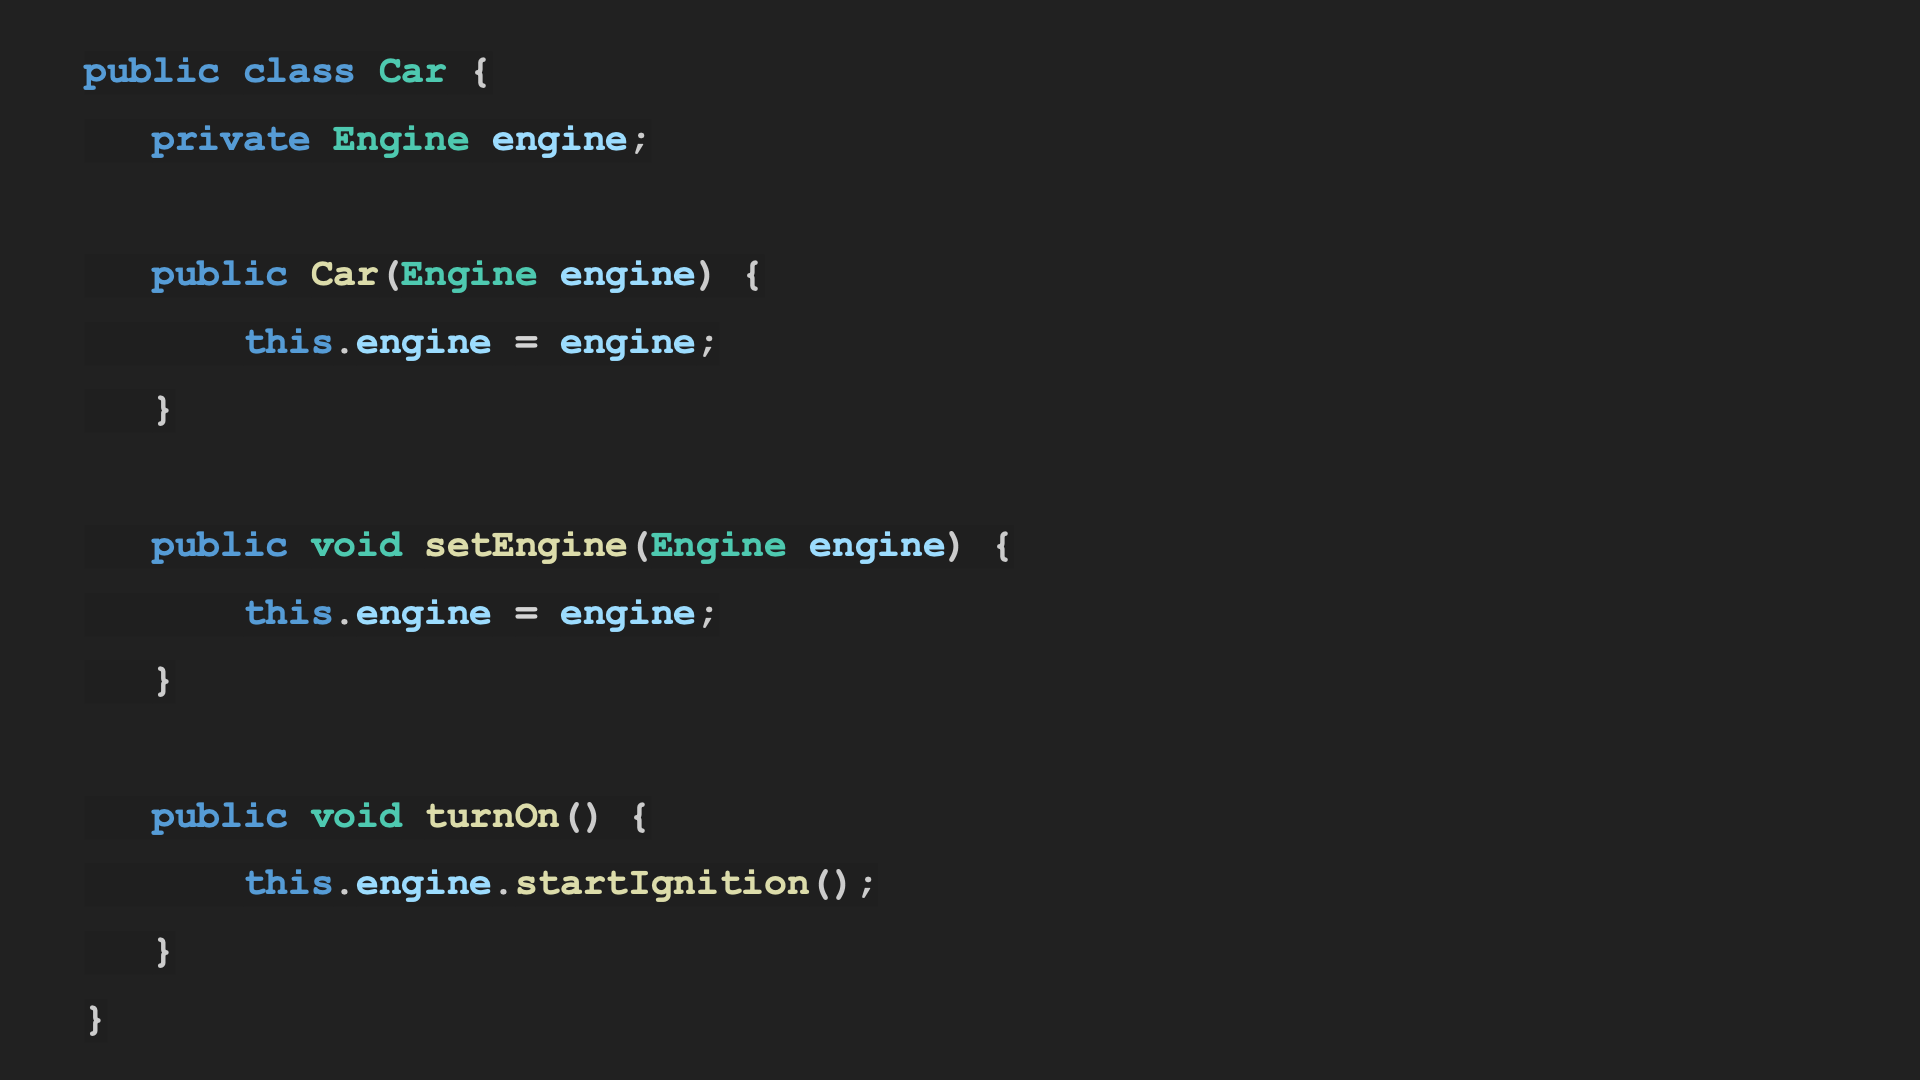 public class Car {
   private Engine engine;

   public Car(Engine engine) {
       this.engine = engine;
   }

   public void setEngine(Engine engine) {
       this.engine = engine;
   }

   public void turnOn() {
       this.engine.startIgnition();
   }
}